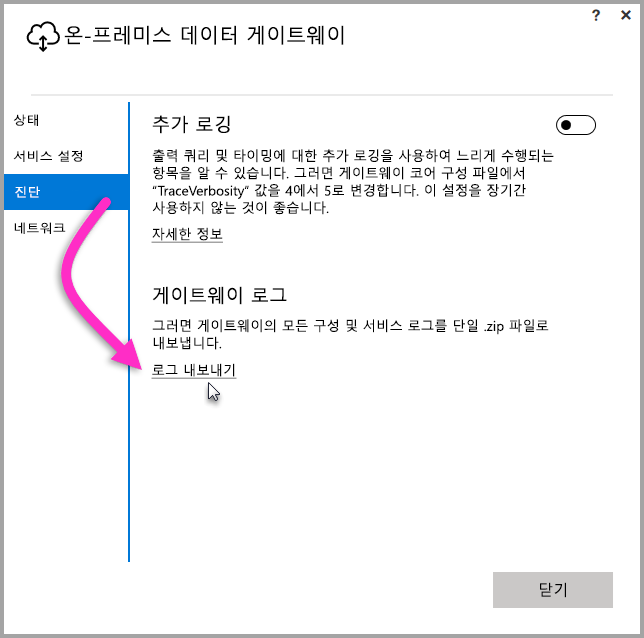 ? ×
온-프레미스 데이터 게이트웨이
상태
서비스 설정
진단
네트워크
추가 로깅
출력 쿼리 및 타이밍에 대한 추가 로깅을 사용하여 느리게 수행되는
항목을 알 수 있습니다. 그러면 게이트웨이 코어 구성 파일에서
“TraceVerbosity” 값을 4에서 5로 변경합니다. 이 설정을 장기간
사용하지 않는 것이 좋습니다.
자세한 정보
게이트웨이 로그
그러면 게이트웨이의 모든 구성 및 서비스 로그를 단일 .zip 파일로
내보냅니다.
로그 내보내기
닫기